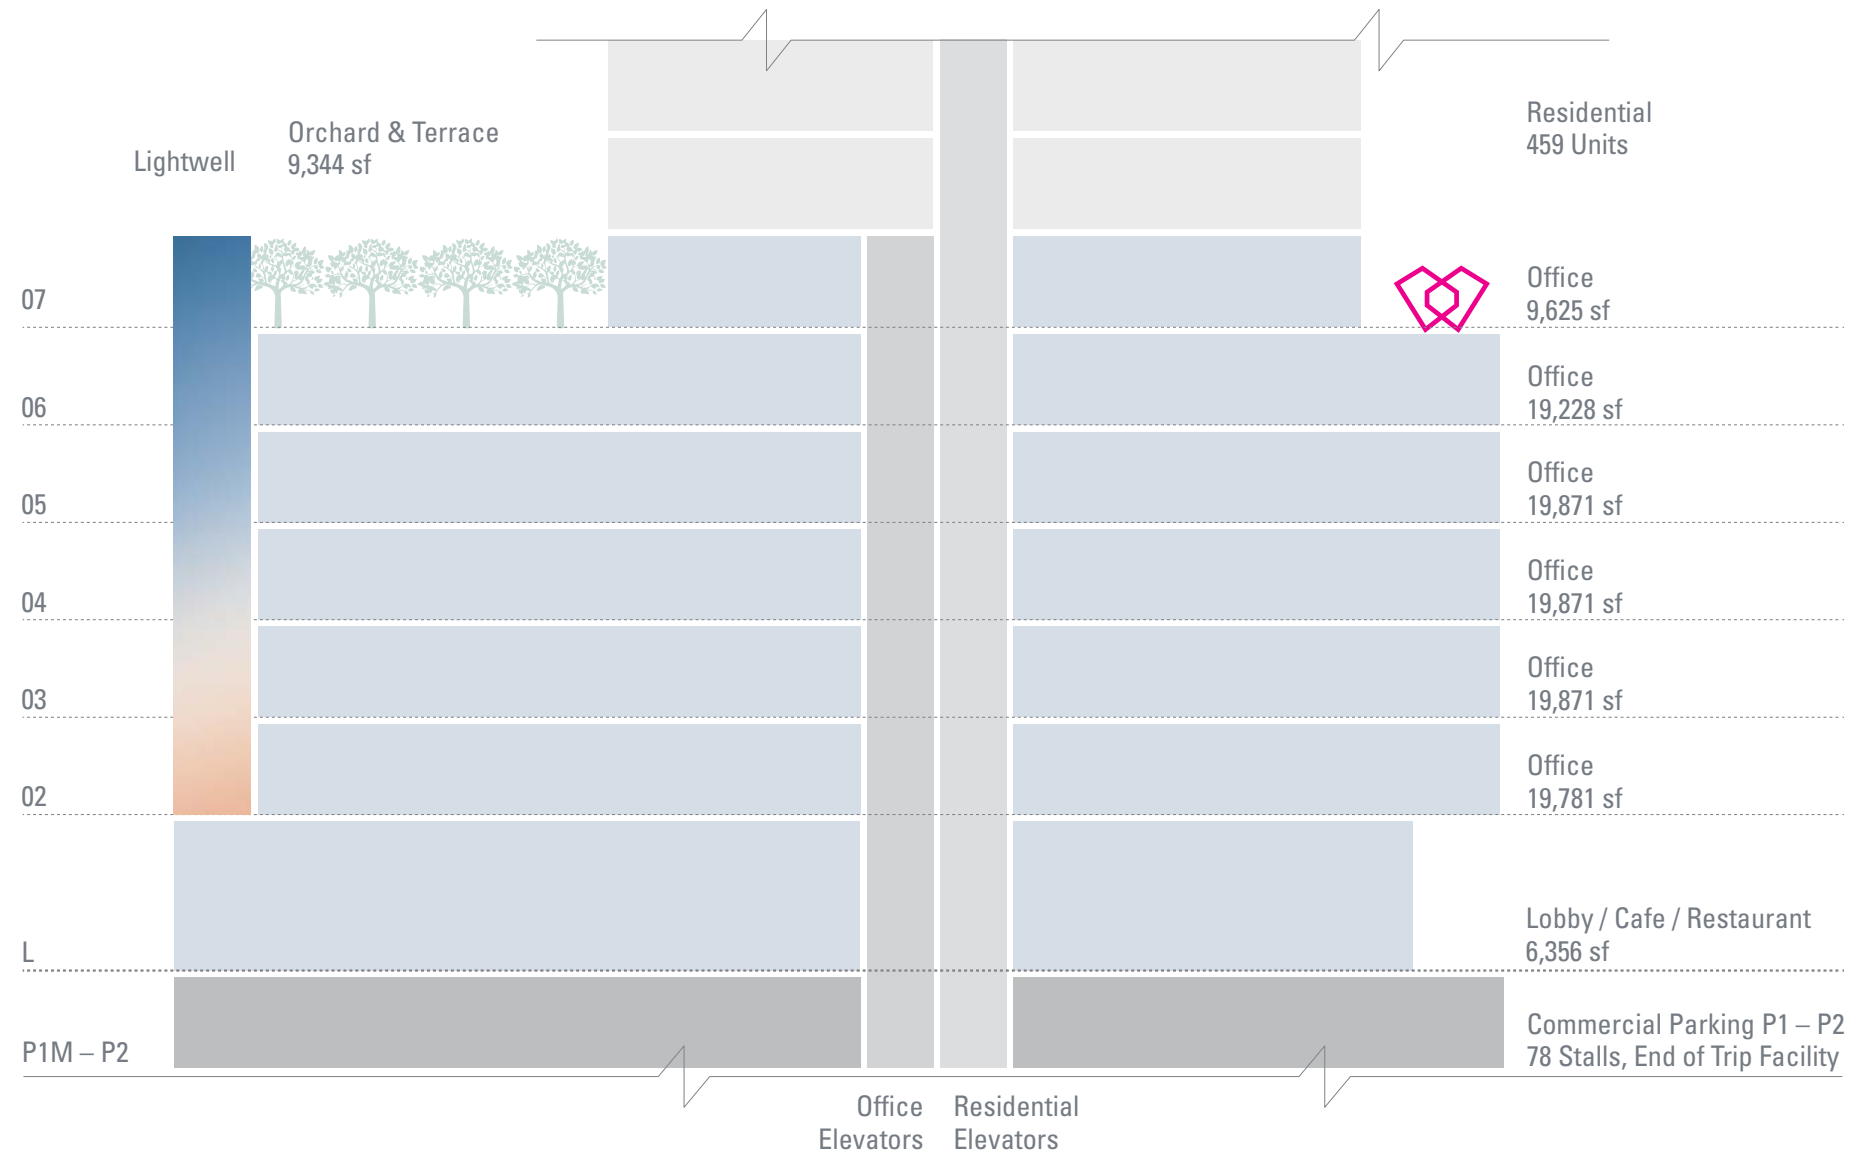 Residential
459 Units
Orchard & Terrace
9,344 sf
Lightwell
07
Office
9,625 sf
06
Office
19,228 sf
05
Office
19,871 sf
04
Office
19,871 sf
03
Office
19,871 sf
02
Office
19,781 sf
L
Lobby / Cafe / Restaurant
6,356 sf
P1M – P2
Commercial Parking P1 – P2
78 Stalls, End of Trip Facility
Office
Elevators
Residential
Elevators